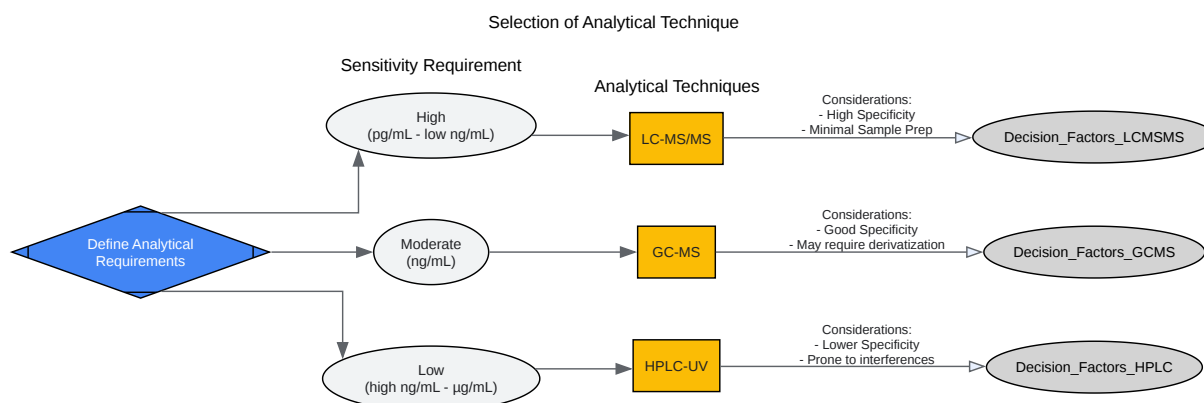 Selection of Analytical Technique
Sensitivity Requirement
Analytical Techniques
High
(pg/mL - low ng/mL)
LC-MS/MS
Considerations:
- High Specificity
- Minimal Sample Prep
Decision_Factors_LCMSMS
Define Analytical
Requirements
Moderate
(ng/mL)
GC-MS
Considerations:
- Good Specificity
- May require derivatization
Decision_Factors_GCMS
Low
(high ng/mL - µg/mL)
HPLC-UV
Considerations:
- Lower Specificity
- Prone to interferences
Decision_Factors_HPLC